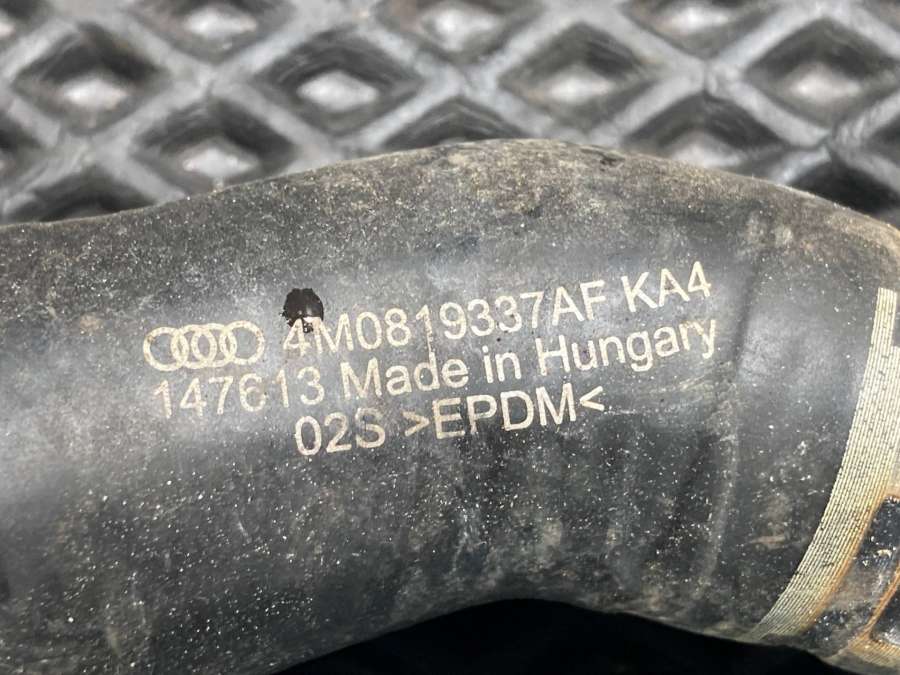 4M0819337AF KA4
147613 Made in Hungary
02S >EPDM<